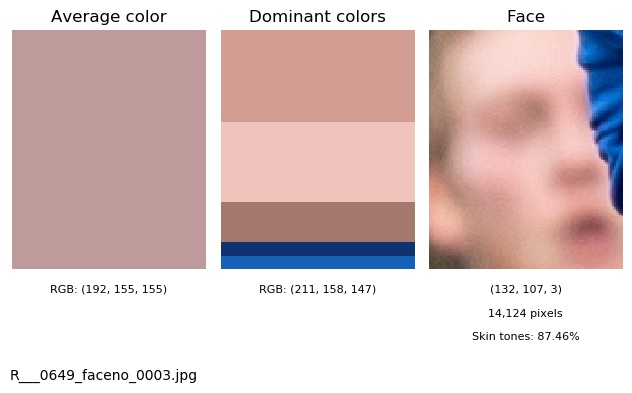 Average color
Dominant colors
Face
RGB: (192, 155, 155)
RGB: (211, 158, 147)
(132, 107, 3)
14,124 pixels
Skin tones: 87.46%
R___0649_faceno_0003.jpg